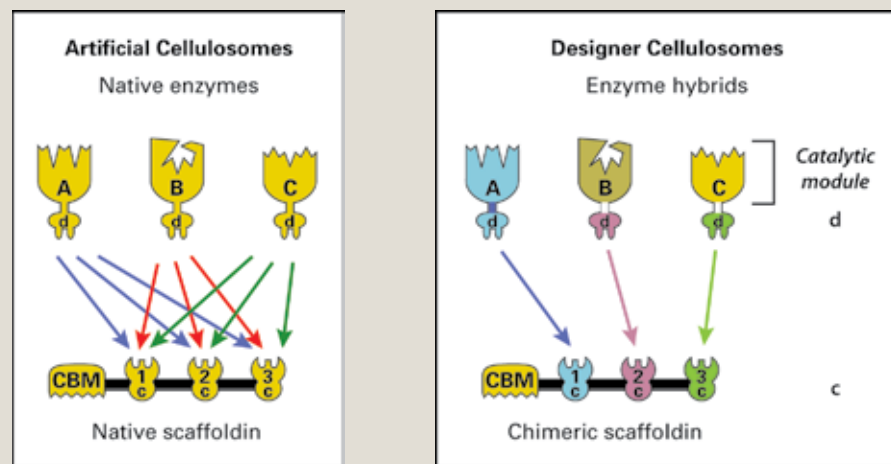 Artificial Cellulosomes
Native enzymes
A B C
d d d
CBM 1 2 3
c c c
Native scaffoldin
Designer Cellulosomes
Enzyme hybrids
A B C
Catalytic
module
d d d d
CBM 1 2 3
c c c c
Chimeric scaffoldin